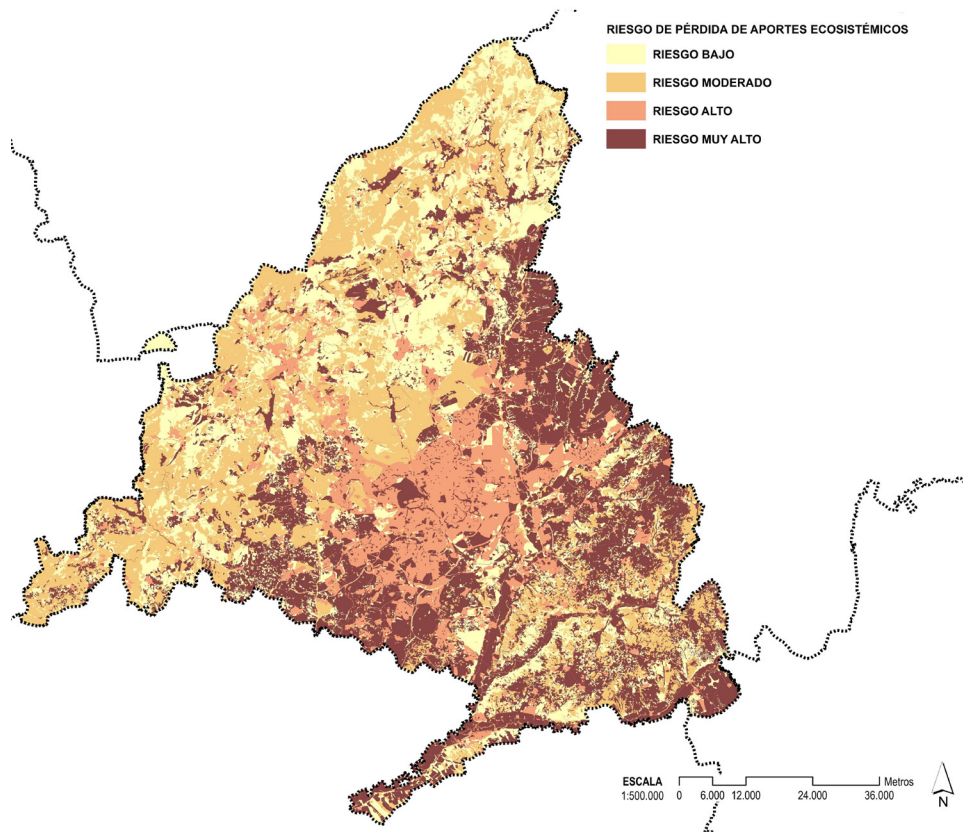 RIESGO DE PÉRDIDA DE APORTES ECOSISTÉMICOS
RIESGO BAJO
RIESGO MODERADO
RIESGO ALTO
RIESGO MUY ALTO
ESCALA
1:500.000
0 6.000 12.000 24.000 36.000 Metros
N